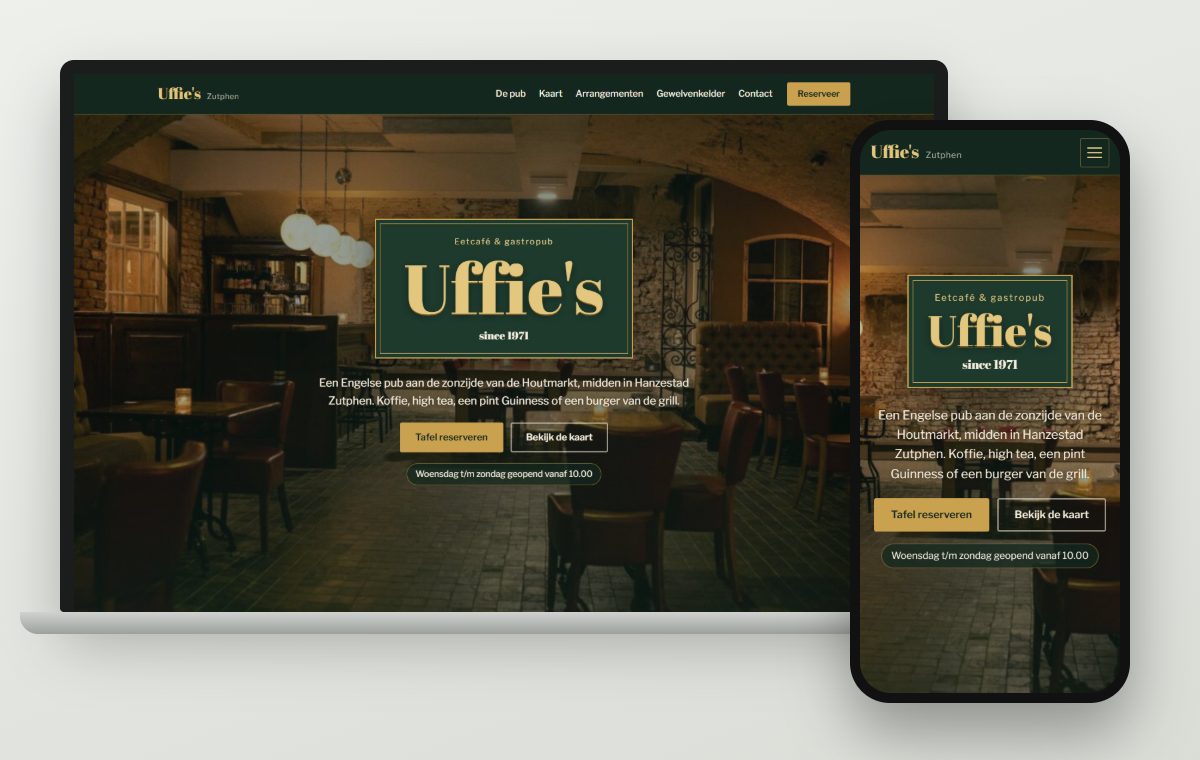 Uffie's Zutphen
De pub Kaart Arrangementen Gewelvenkelder Contact Reserveer
Eetcafé & gastropub
Uffie's
since 1971
Een Engelse pub aan de zonzijde van de Houtmarkt, midden in Hanzestad
Zutphen. Koffie, high tea, een pint Guinness of een burger van de grill.
Tafel reserveren Bekijk de kaart
Woensdag t/m zondag geopend vanaf 10.00
Uffie's Zutphen
Eetcafé & gastropub
Uffie's
since 1971
Een Engelse pub aan de zonzijde van de
Houtmarkt, midden in Hanzestad
Zutphen. Koffie, high tea, een pint
Guinness of een burger van de grill.
Tafel reserveren Bekijk de kaart
Woensdag t/m zondag geopend vanaf 10.00